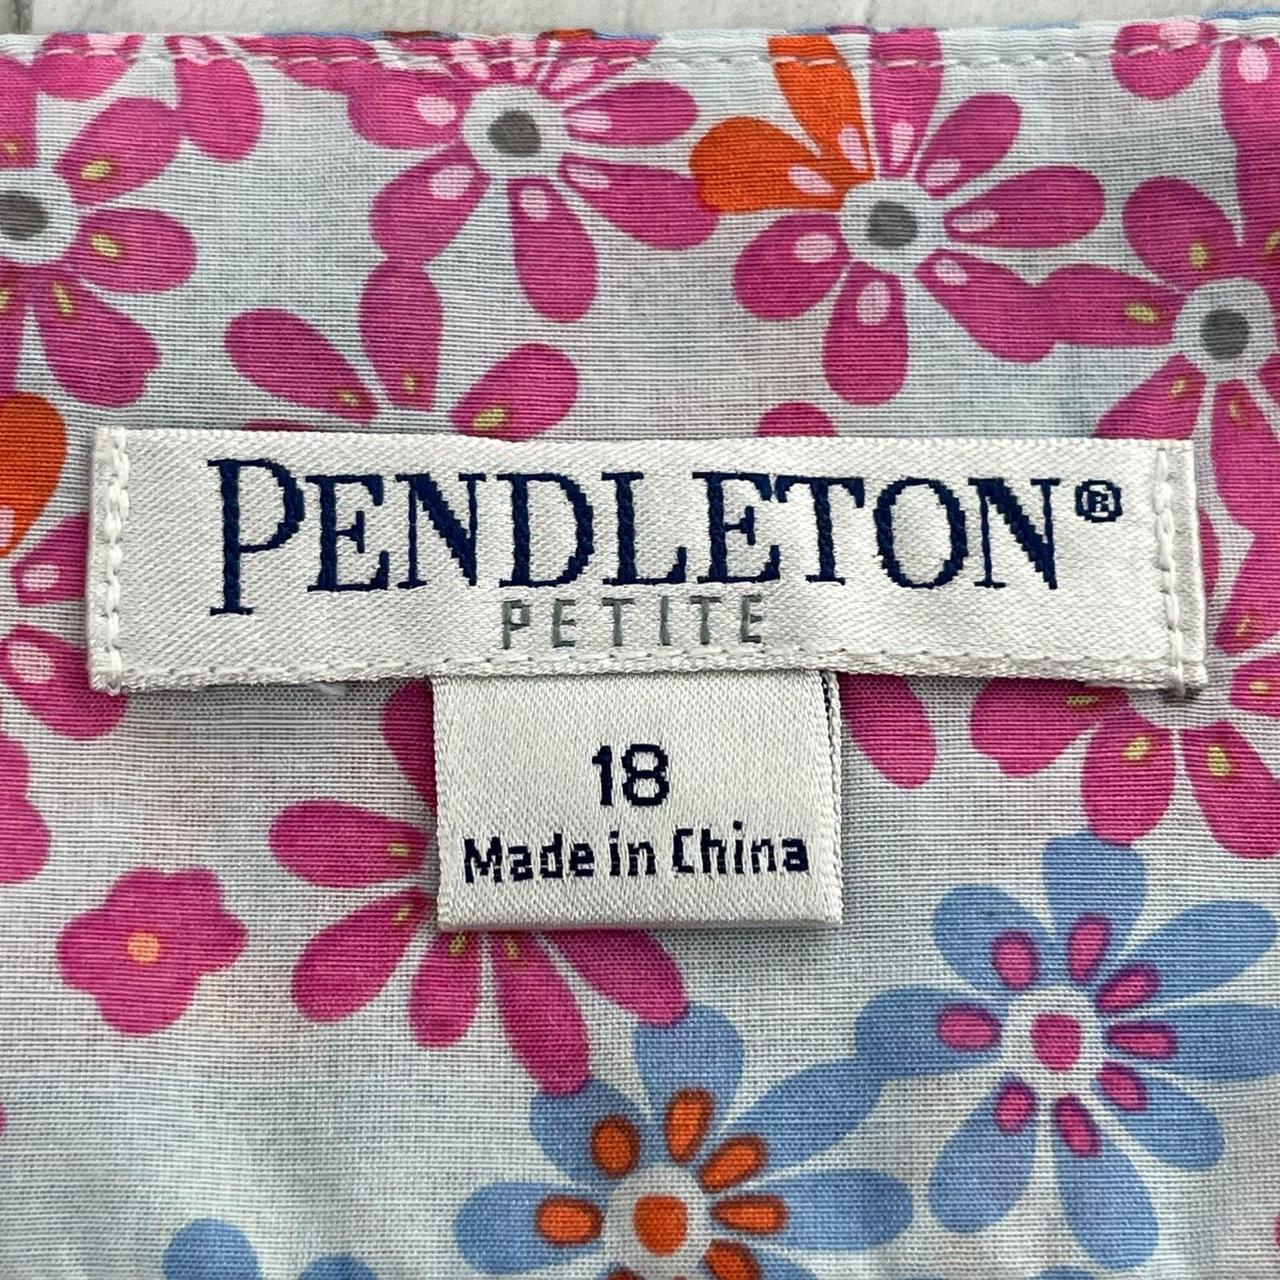 PENDLETON®
PETITE
18
Made in China